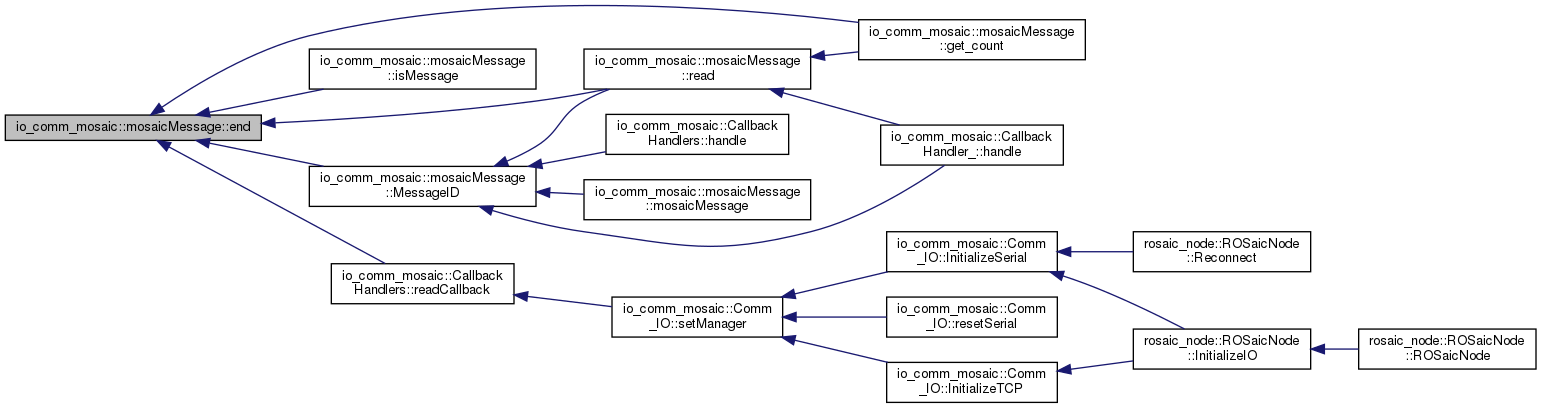 io_comm_mosaic::mosaicMessage::end
io_comm_mosaic::mosaicMessage
::get_count
io_comm_mosaic::mosaicMessage
::isMessage
io_comm_mosaic::mosaicMessage
::read
io_comm_mosaic::Callback
Handlers::handle
io_comm_mosaic::Callback
Handler_::handle
io_comm_mosaic::mosaicMessage
::MessageID
io_comm_mosaic::mosaicMessage
::mosaicMessage
io_comm_mosaic::Callback
Handlers::readCallback
io_comm_mosaic::Comm
_IO::setManager
io_comm_mosaic::Comm
_IO::InitializeSerial
rosaic_node::ROSaicNode
::Reconnect
io_comm_mosaic::Comm
_IO::resetSerial
io_comm_mosaic::Comm
_IO::InitializeTCP
rosaic_node::ROSaicNode
::InitializeIO
rosaic_node::ROSaicNode
::ROSaicNode